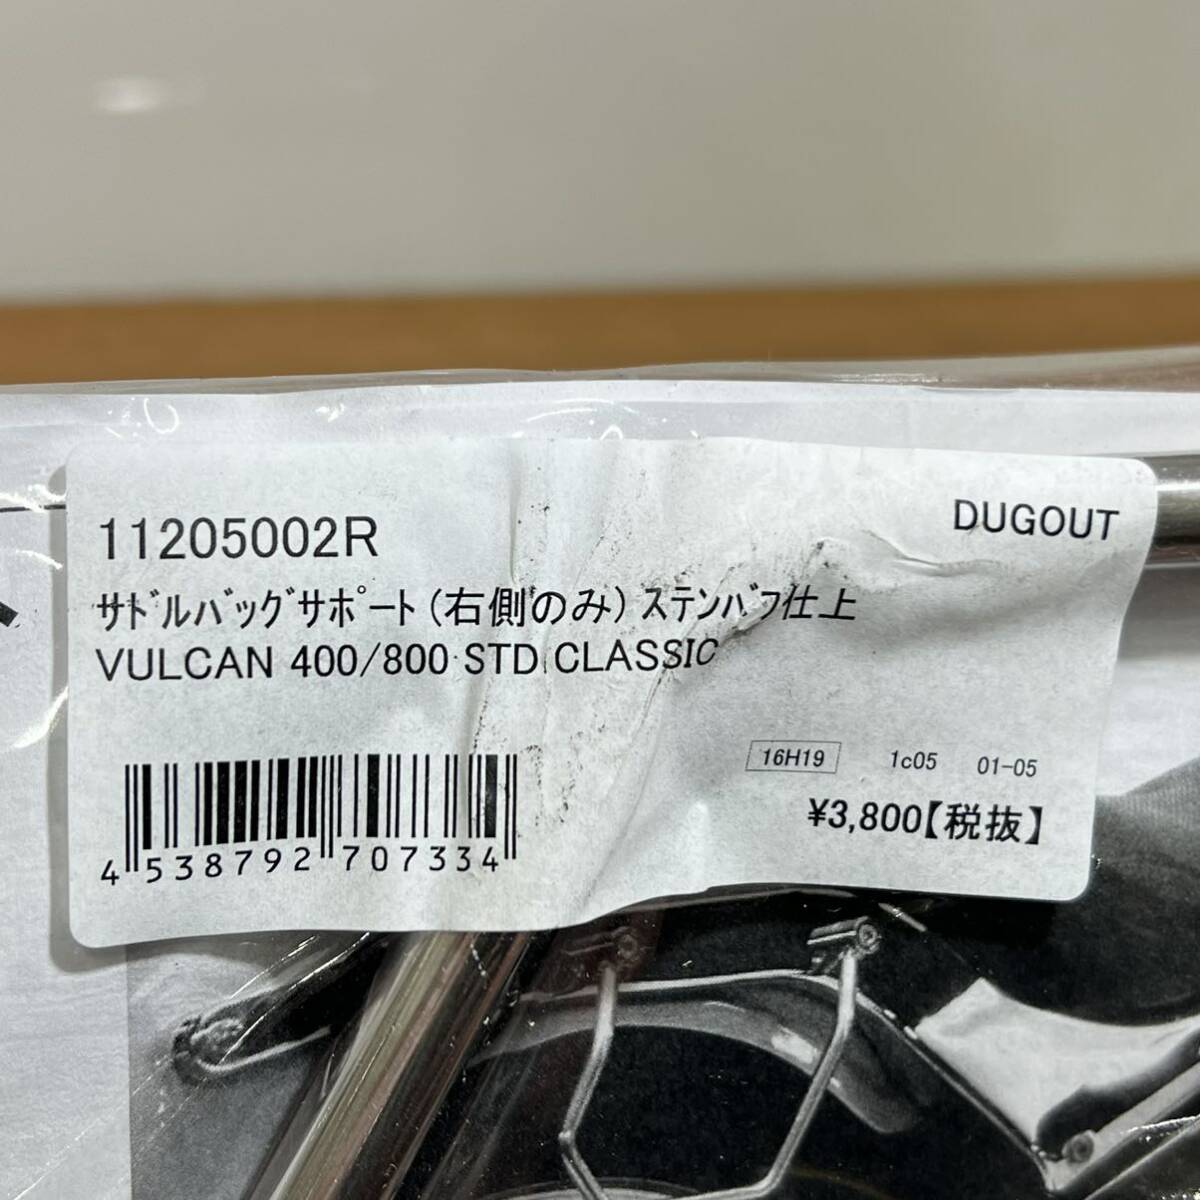 11205002R
DUGOUT
ｻﾄﾞﾙﾊﾞｯｸﾞｻﾎﾟｰﾄ(右側のみ)ｽﾃﾝﾊﾞﾌ仕上
VULCAN 400/800 STD CLASSIC
16H19 1c05 01-05
¥3,800【税抜】
4 538792 707334